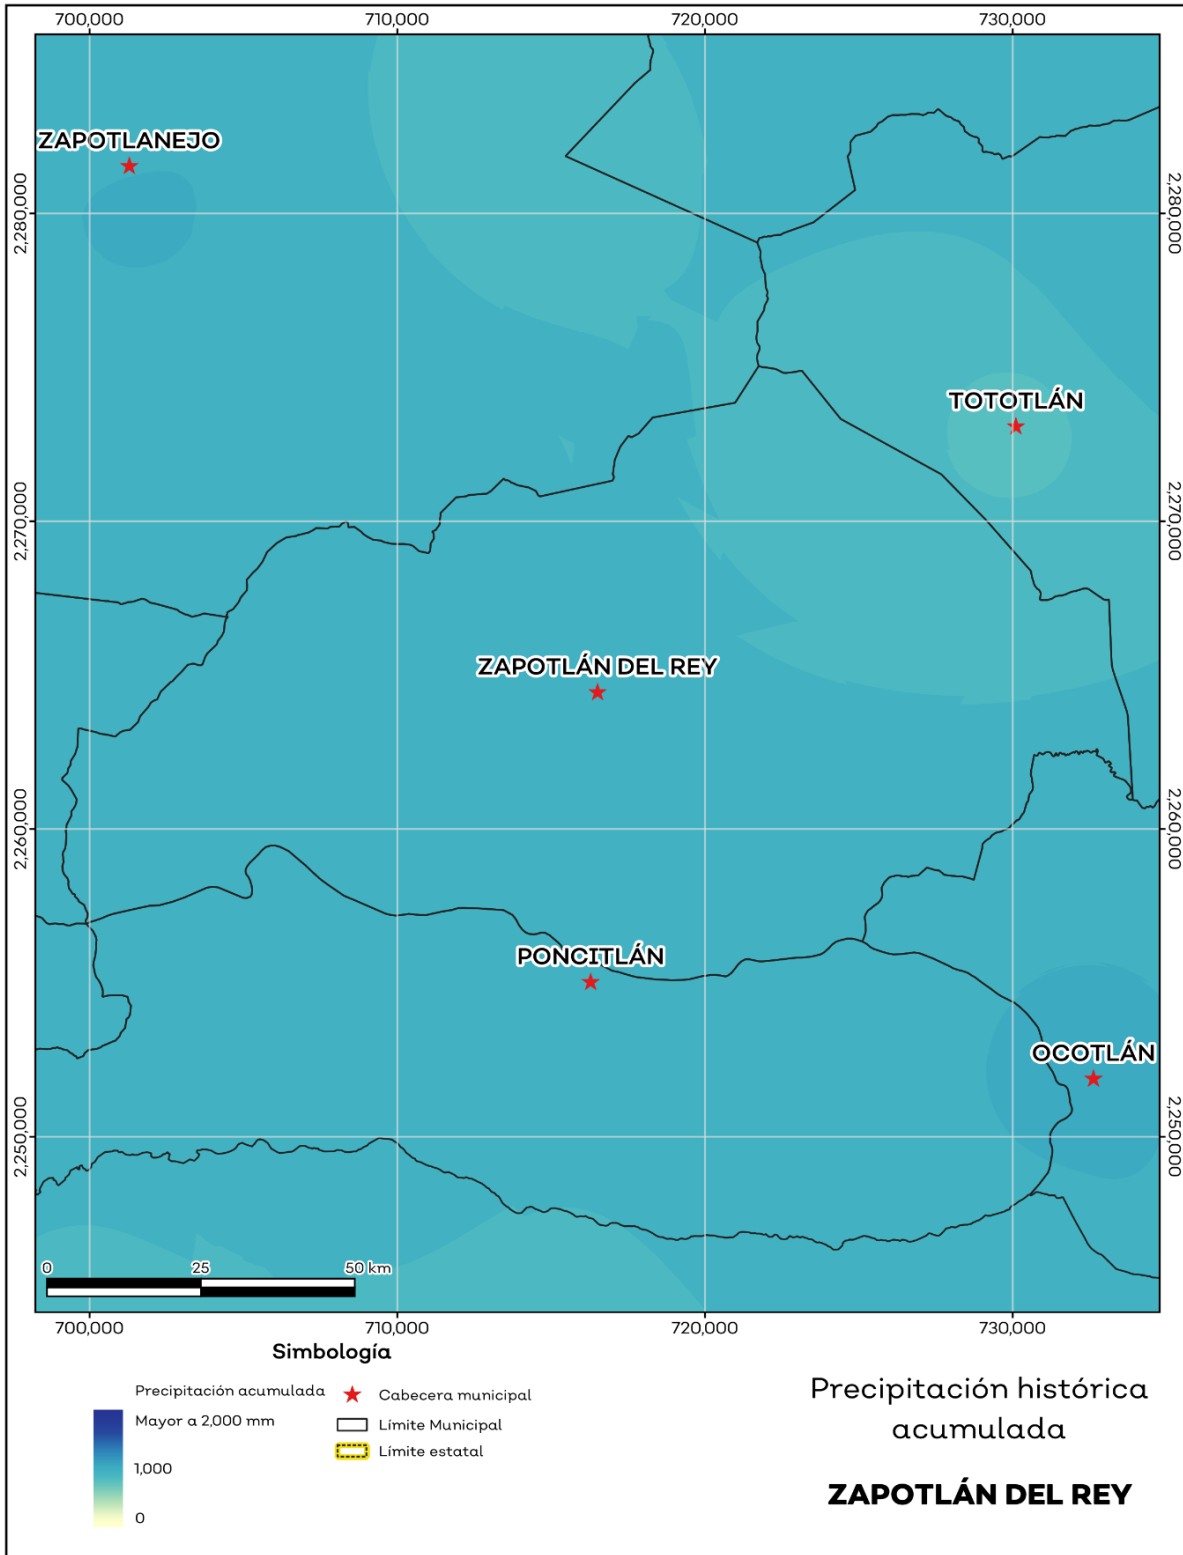 700,000 710,000 720,000 730,000
ZAPOTLANEJO
2,280,000 2,280,000
TOTOTLÁN
2,270,000 2,270,000
ZAPOTLÁN DEL REY
2,260,000 2,260,000
PONCITLÁN
OCOTLÁN
2,250,000 2,250,000
0 25 50 km
700,000 710,000 720,000 730,000
Simbología
Precipitación acumulada
Mayor a 2,000 mm
1,000
0
Cabecera municipal
Límite Municipal
Límite estatal
Precipitación histórica
acumulada
ZAPOTLÁN DEL REY